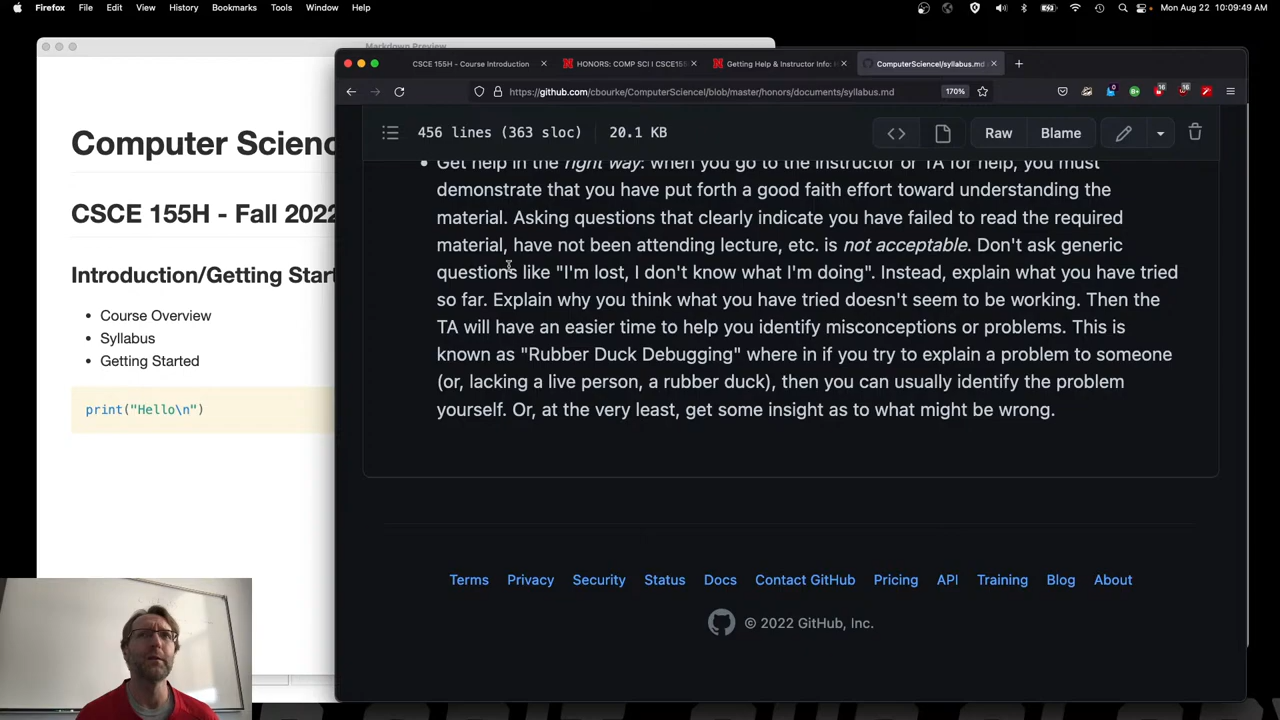 Firefox File Edit View History Bookmarks Tools Window Help Mon Aug 22 10:09:49 AM
Markdown Preview
CSCE 155H - Course Introduction
HONORS: COMP SCI I CSCE155
Getting Help & Instructor Info:
ComputerScienceI/syllabus.md
https://github.com/cbourke/ComputerScienceI/blob/master/honors/documents/syllabus.md 170%
456 lines (363 sloc) 20.1 KB Raw Blame
Computer Scienc
CSCE 155H - Fall 2022
Introduction/Getting Start
Course Overview
Syllabus
Getting Started
print("Hello\n")
Get help in the right way: when you go to the instructor or TA for help, you must
demonstrate that you have put forth a good faith effort toward understanding the
material. Asking questions that clearly indicate you have failed to read the required
material, have not been attending lecture, etc. is not acceptable. Don't ask generic
questions like "I'm lost, I don't know what I'm doing". Instead, explain what you have tried
so far. Explain why you think what you have tried doesn't seem to be working. Then the
TA will have an easier time to help you identify misconceptions or problems. This is
known as "Rubber Duck Debugging" where in if you try to explain a problem to someone
(or, lacking a live person, a rubber duck), then you can usually identify the problem
yourself. Or, at the very least, get some insight as to what might be wrong.
Terms Privacy Security Status Docs Contact GitHub Pricing API Training Blog About
© 2022 GitHub, Inc.